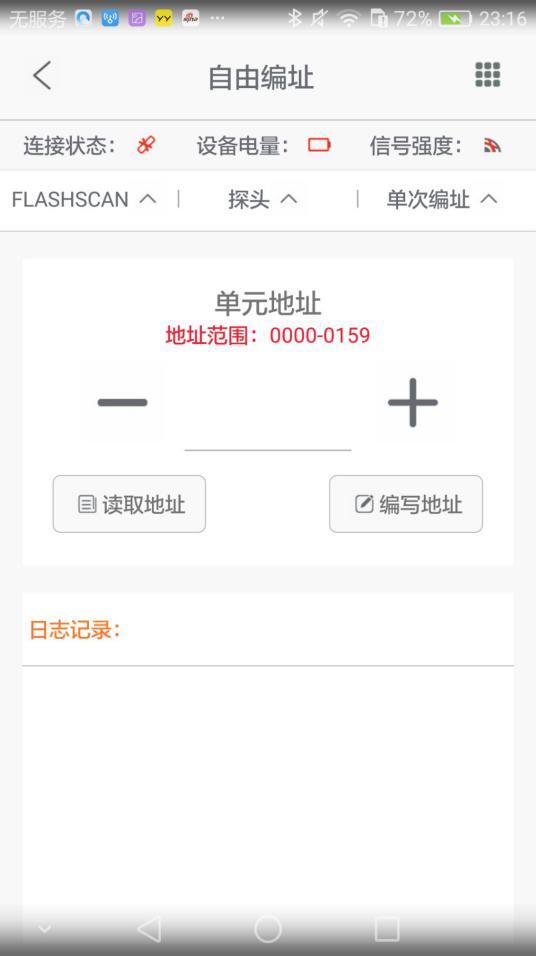 无服务 72% 23:16
自由编址
连接状态： 设备电量： 信号强度：
FLASHSCAN 探头 单次编址
单元地址
地址范围：0000-0159
读取地址 编写地址
日志记录：